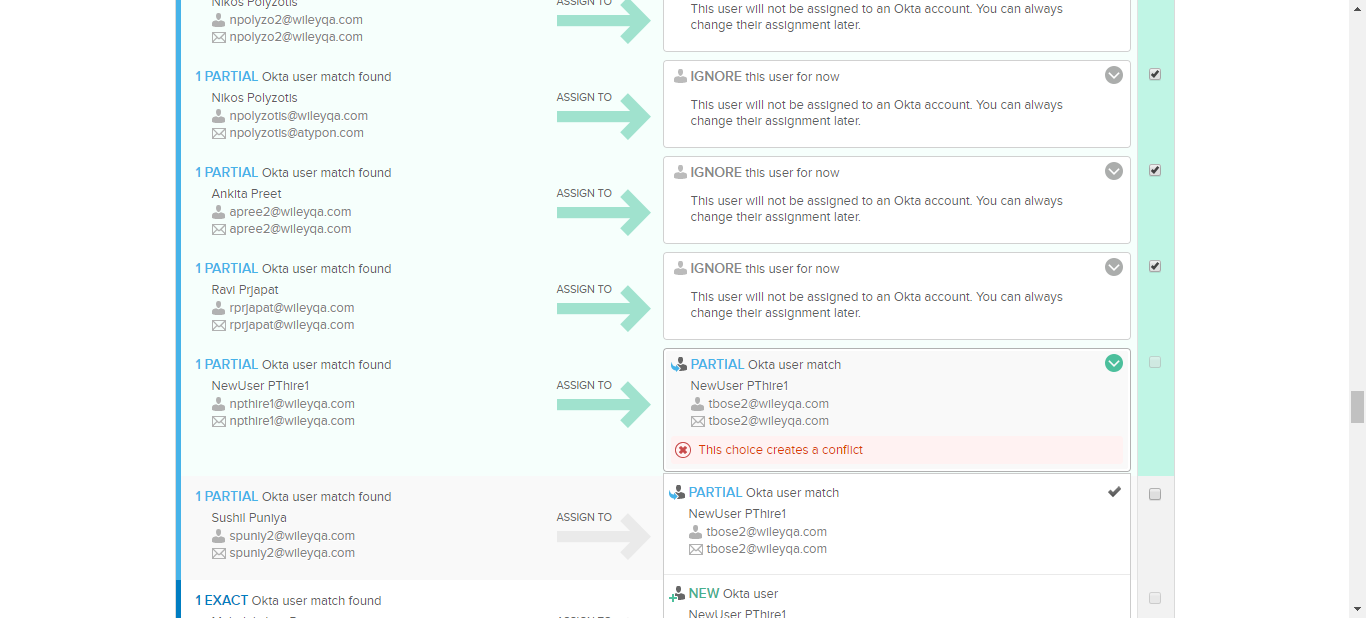 Nikos Polyzotis
npolyzo2@wileyqa.com
npolyzo2@wileyqa.com
ASSIGN TO
This user will not be assigned to an Okta account. You can always
change their assignment later.
1 PARTIAL Okta user match found
Nikos Polyzotis
npolyzotis@wileyqa.com
npolyzotis@atypon.com
ASSIGN TO
IGNORE this user for now
This user will not be assigned to an Okta account. You can always
change their assignment later.
1 PARTIAL Okta user match found
Ankita Preet
apree2@wileyqa.com
apree2@wileyqa.com
ASSIGN TO
IGNORE this user for now
This user will not be assigned to an Okta account. You can always
change their assignment later.
1 PARTIAL Okta user match found
Ravi Prjapat
rprjapat@wileyqa.com
rprjapat@wileyqa.com
ASSIGN TO
IGNORE this user for now
This user will not be assigned to an Okta account. You can always
change their assignment later.
1 PARTIAL Okta user match found
NewUser PThire1
npthire1@wileyqa.com
npthire1@wileyqa.com
ASSIGN TO
PARTIAL Okta user match
NewUser PThire1
tbose2@wileyqa.com
tbose2@wileyqa.com
This choice creates a conflict
1 PARTIAL Okta user match found
Sushil Puniya
spuniy2@wileyqa.com
spuniy2@wileyqa.com
ASSIGN TO
PARTIAL Okta user match
NewUser PThire1
tbose2@wileyqa.com
tbose2@wileyqa.com
1 EXACT Okta user match found
ASSIGN TO
NEW Okta user
NewUser PThire1